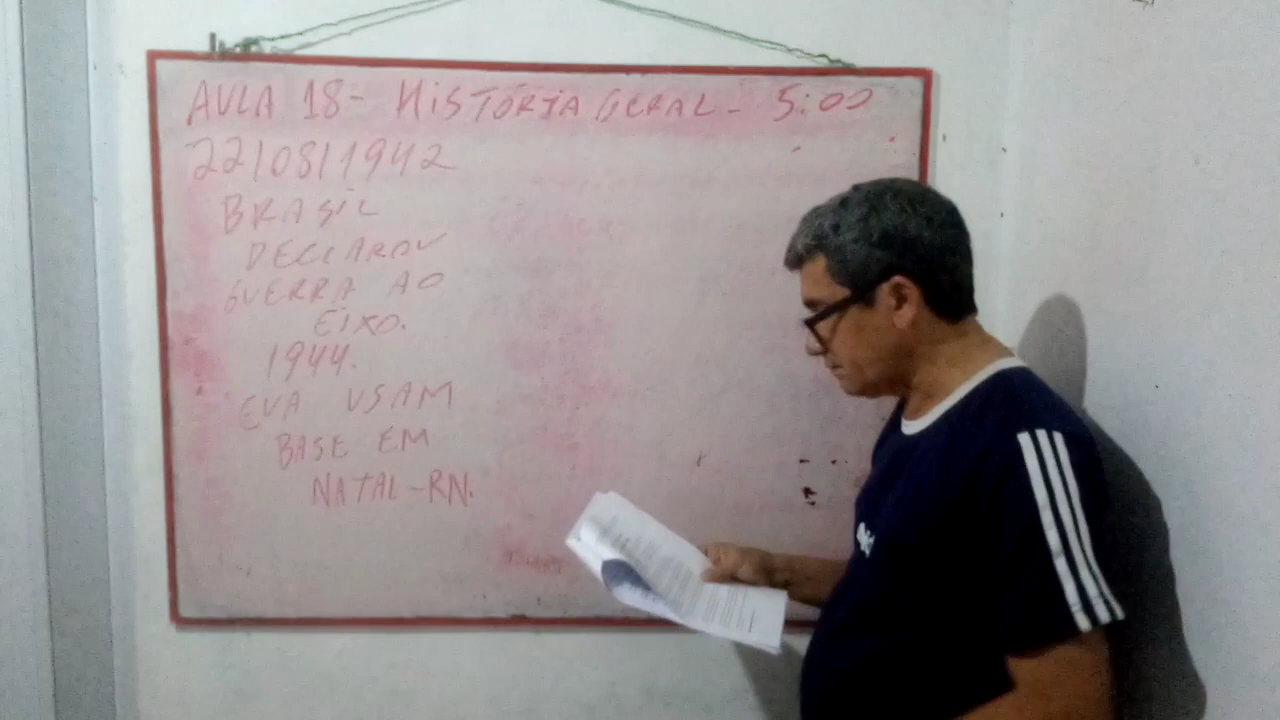 AULA 18- HISTÓRIA GERAL- 5:00
22/08/1942
BRASIL
DECLAROU
GUERRA AO
EIXO.
1944.
EUA USAM
BASE EM
NATAL-RN.